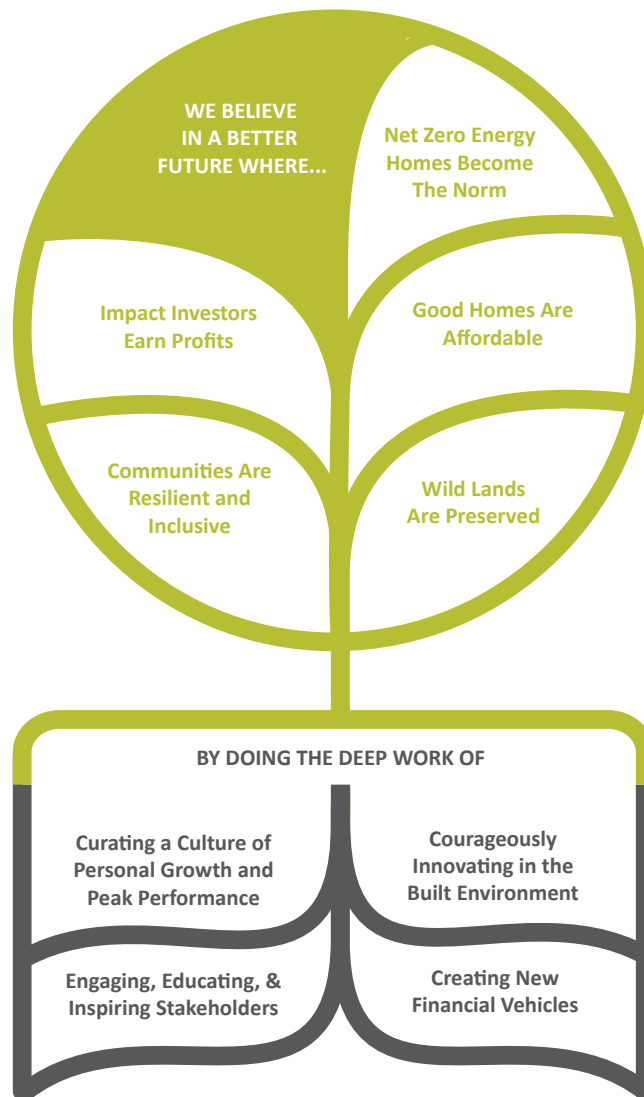 WE BELIEVE
IN A BETTER
FUTURE WHERE...
Net Zero Energy
Homes Become
The Norm
Impact Investors
Earn Profits
Good Homes Are
Affordable
Communities Are
Resilient and
Inclusive
Wild Lands
Are Preserved
BY DOING THE DEEP WORK OF
Curating a Culture of
Personal Growth and
Peak Performance
Courageously
Innovating in the
Built Environment
Engaging, Educating, &
Inspiring Stakeholders
Creating New
Financial Vehicles